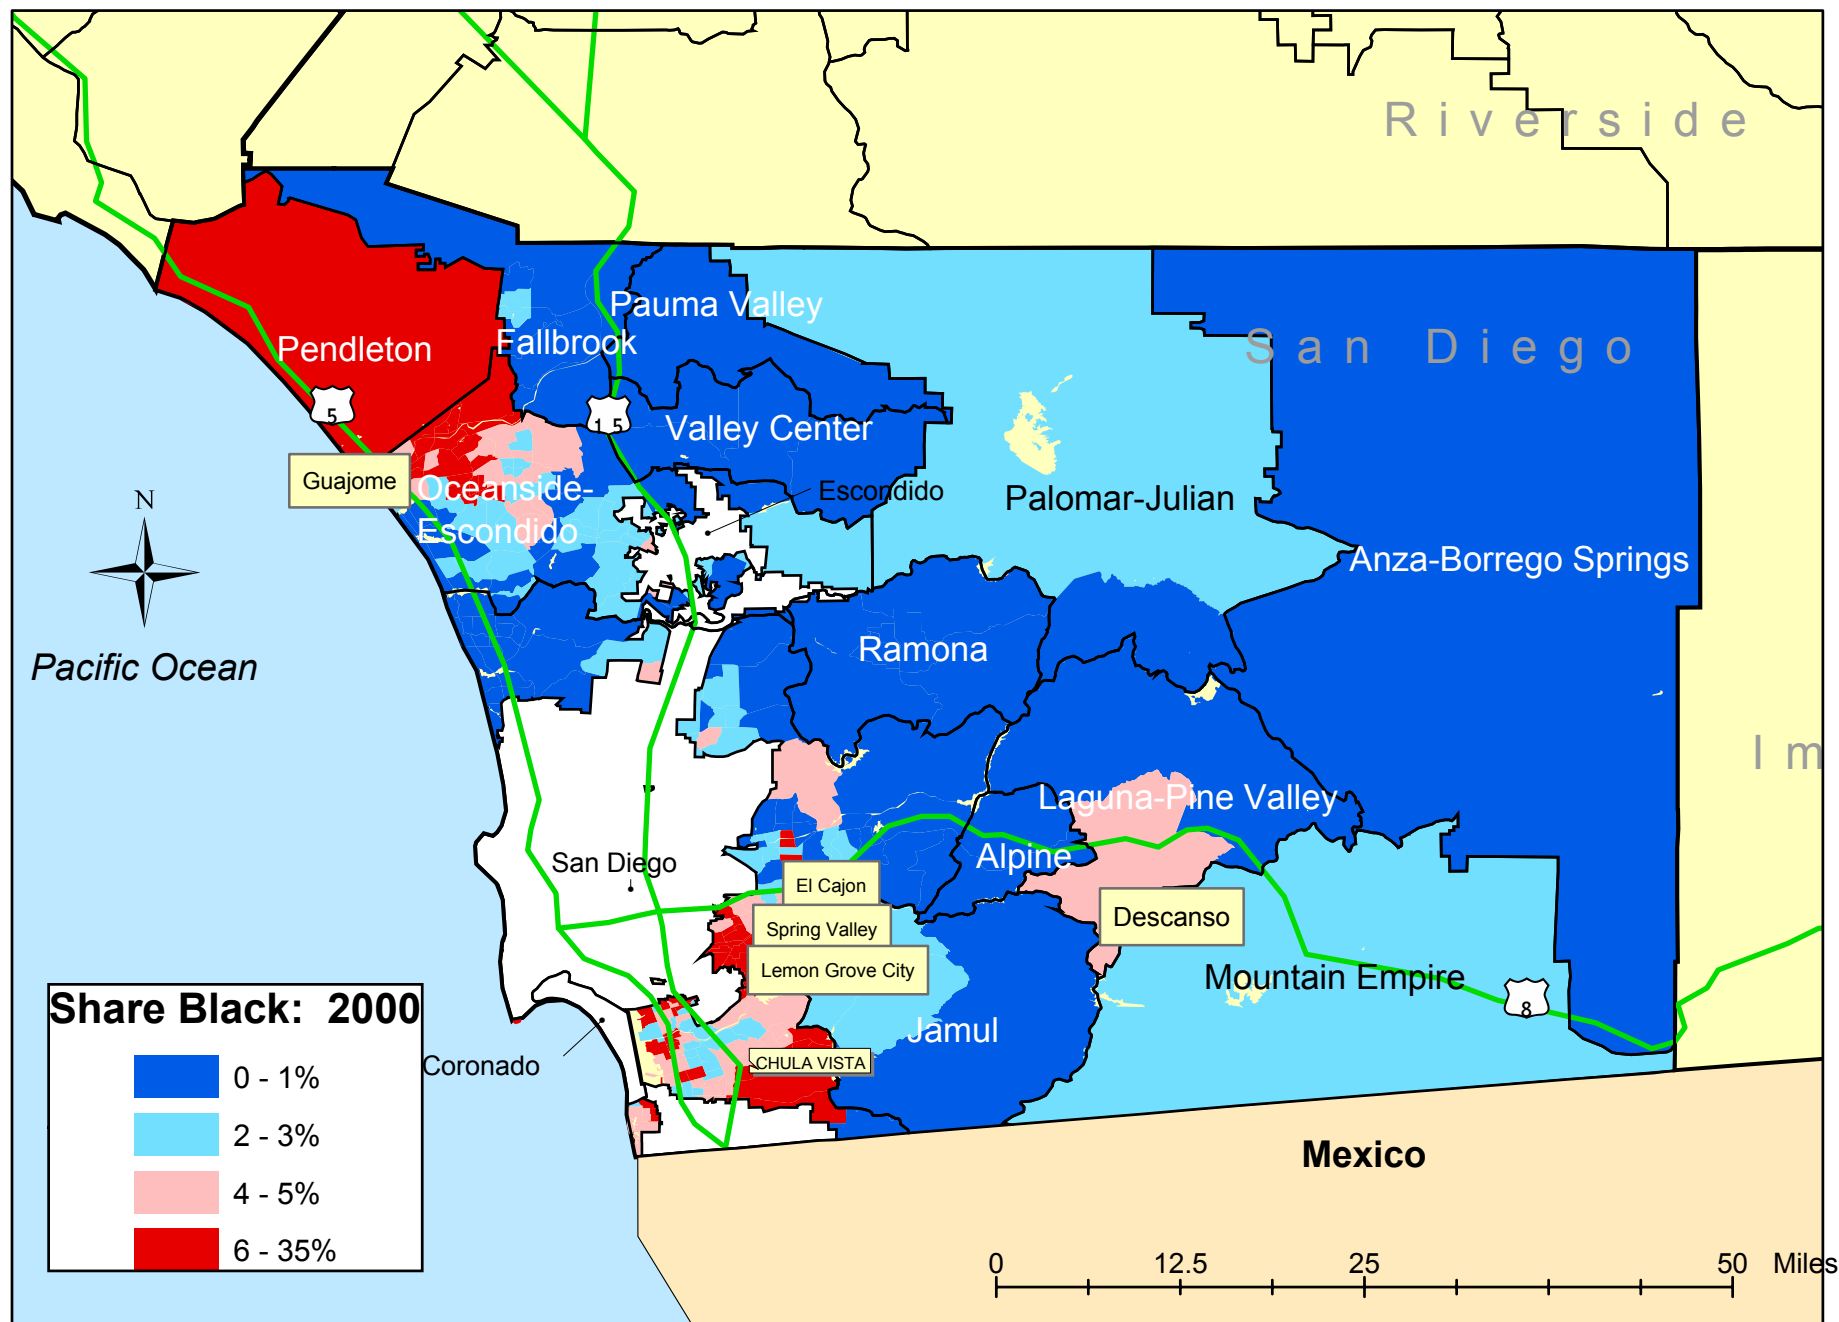 Riverside
San Diego
Pauma Valley
Fallbrook
Pendleton
5
15
Valley Center
Guajome
Oceanside-
Escondido
Escondido
Palomar-Julian
N
Anza-Borrego Springs
Pacific Ocean
Ramona
Im
Laguna-Pine Valley
San Diego
Alpine
El Cajon
Descanso
Spring Valley
Lemon Grove City
Mountain Empire
8
Share Black: 2000
Jamul
Coronado
CHULA VISTA
0 - 1%
2 - 3%
4 - 5%
6 - 35%
Mexico
0 12.5 25 50 Miles